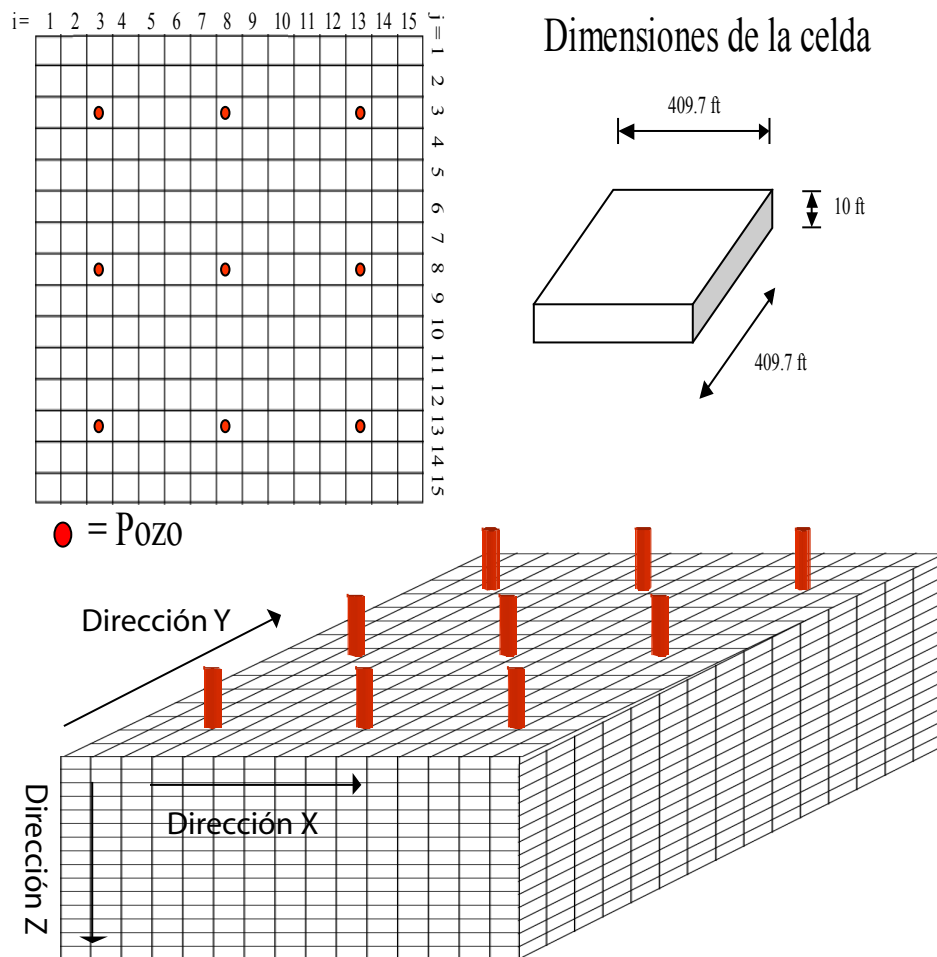 i = 1 2 3 4 5 6 7 8 9 10 11 12 13 15
j = 1 2 3 4 5 6 7 8 9 10 11 12 13 14 15
Dimensiones de la celda
409.7 ft
10 ft
409.7 ft
= Pozo
Dirección Y
Dirección X
Dirección Z